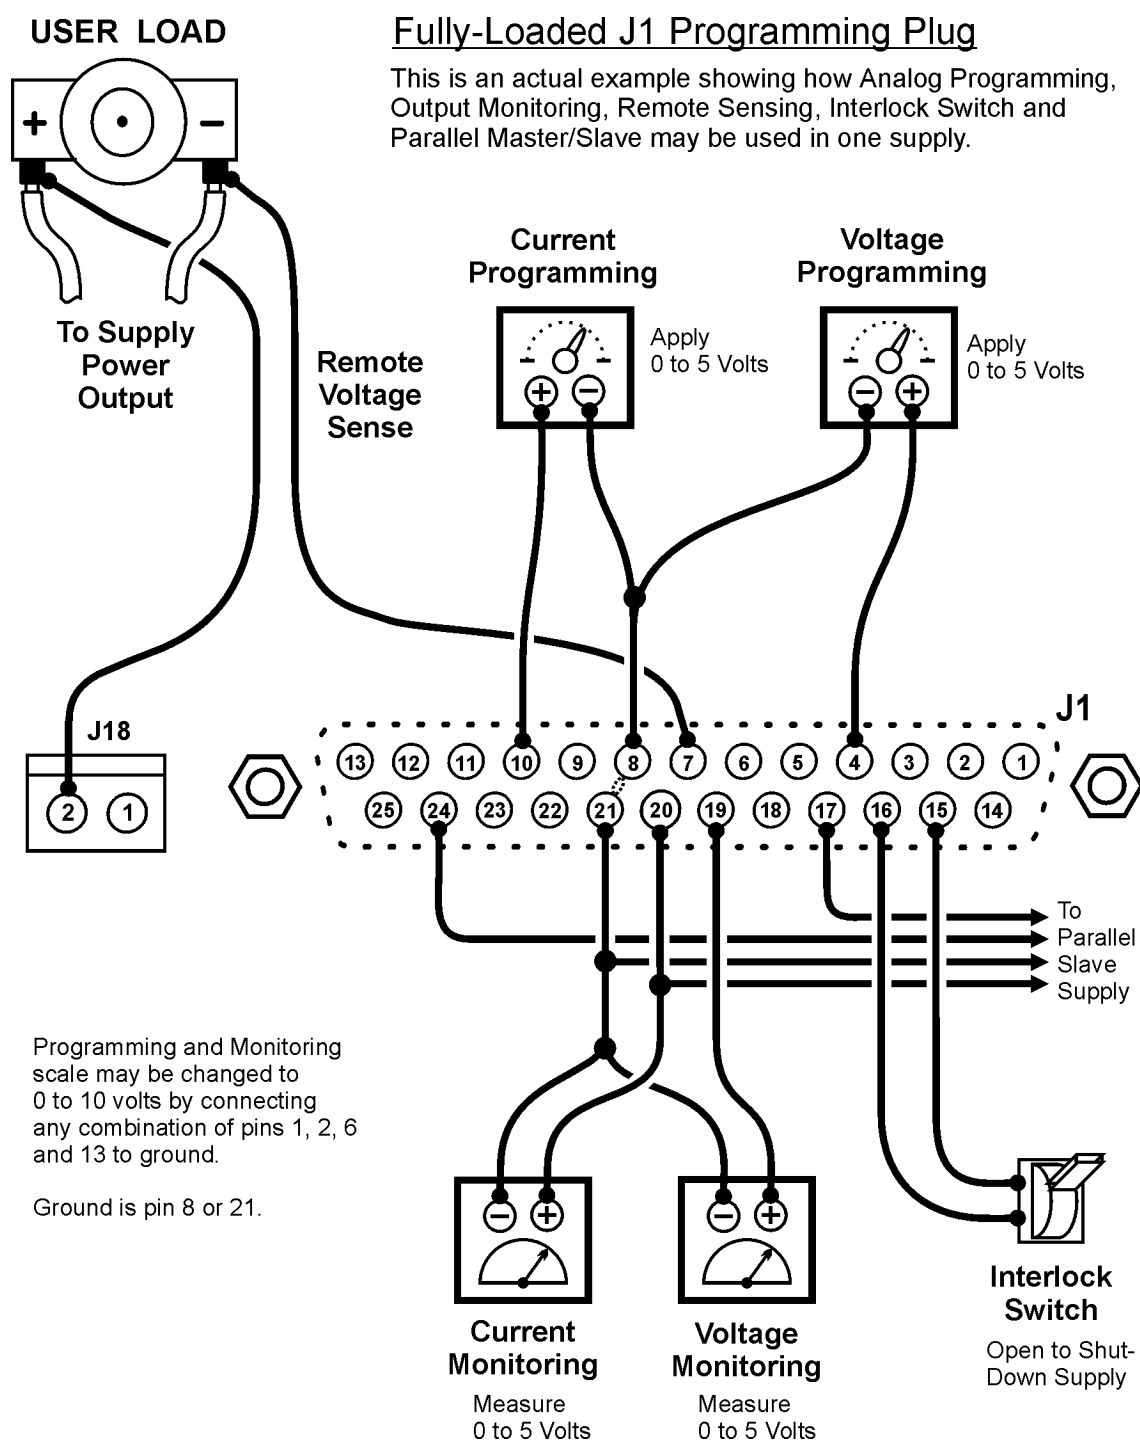 USER LOAD
Fully-Loaded J1 Programming Plug
This is an actual example showing how Analog Programming,
Output Monitoring, Remote Sensing, Interlock Switch and
Parallel Master/Slave may be used in one supply.
+
−
To Supply
Power
Output
Remote
Voltage
Sense
Current
Programming
+
−
Apply
0 to 5 Volts
Voltage
Programming
−
+
Apply
0 to 5 Volts
J18
2
1
J1
13 12 11 10 9 8 7 6 5 4 3 2 1
25 24 23 22 21 20 19 18 17 16 15 14
To
Parallel
Slave
Supply
Programming and Monitoring
scale may be changed to
0 to 10 volts by connecting
any combination of pins 1, 2, 6
and 13 to ground.
Ground is pin 8 or 21.
−
+
Current
Monitoring
Measure
0 to 5 Volts
−
+
Voltage
Monitoring
Measure
0 to 5 Volts
Interlock
Switch
Open to Shut-
Down Supply